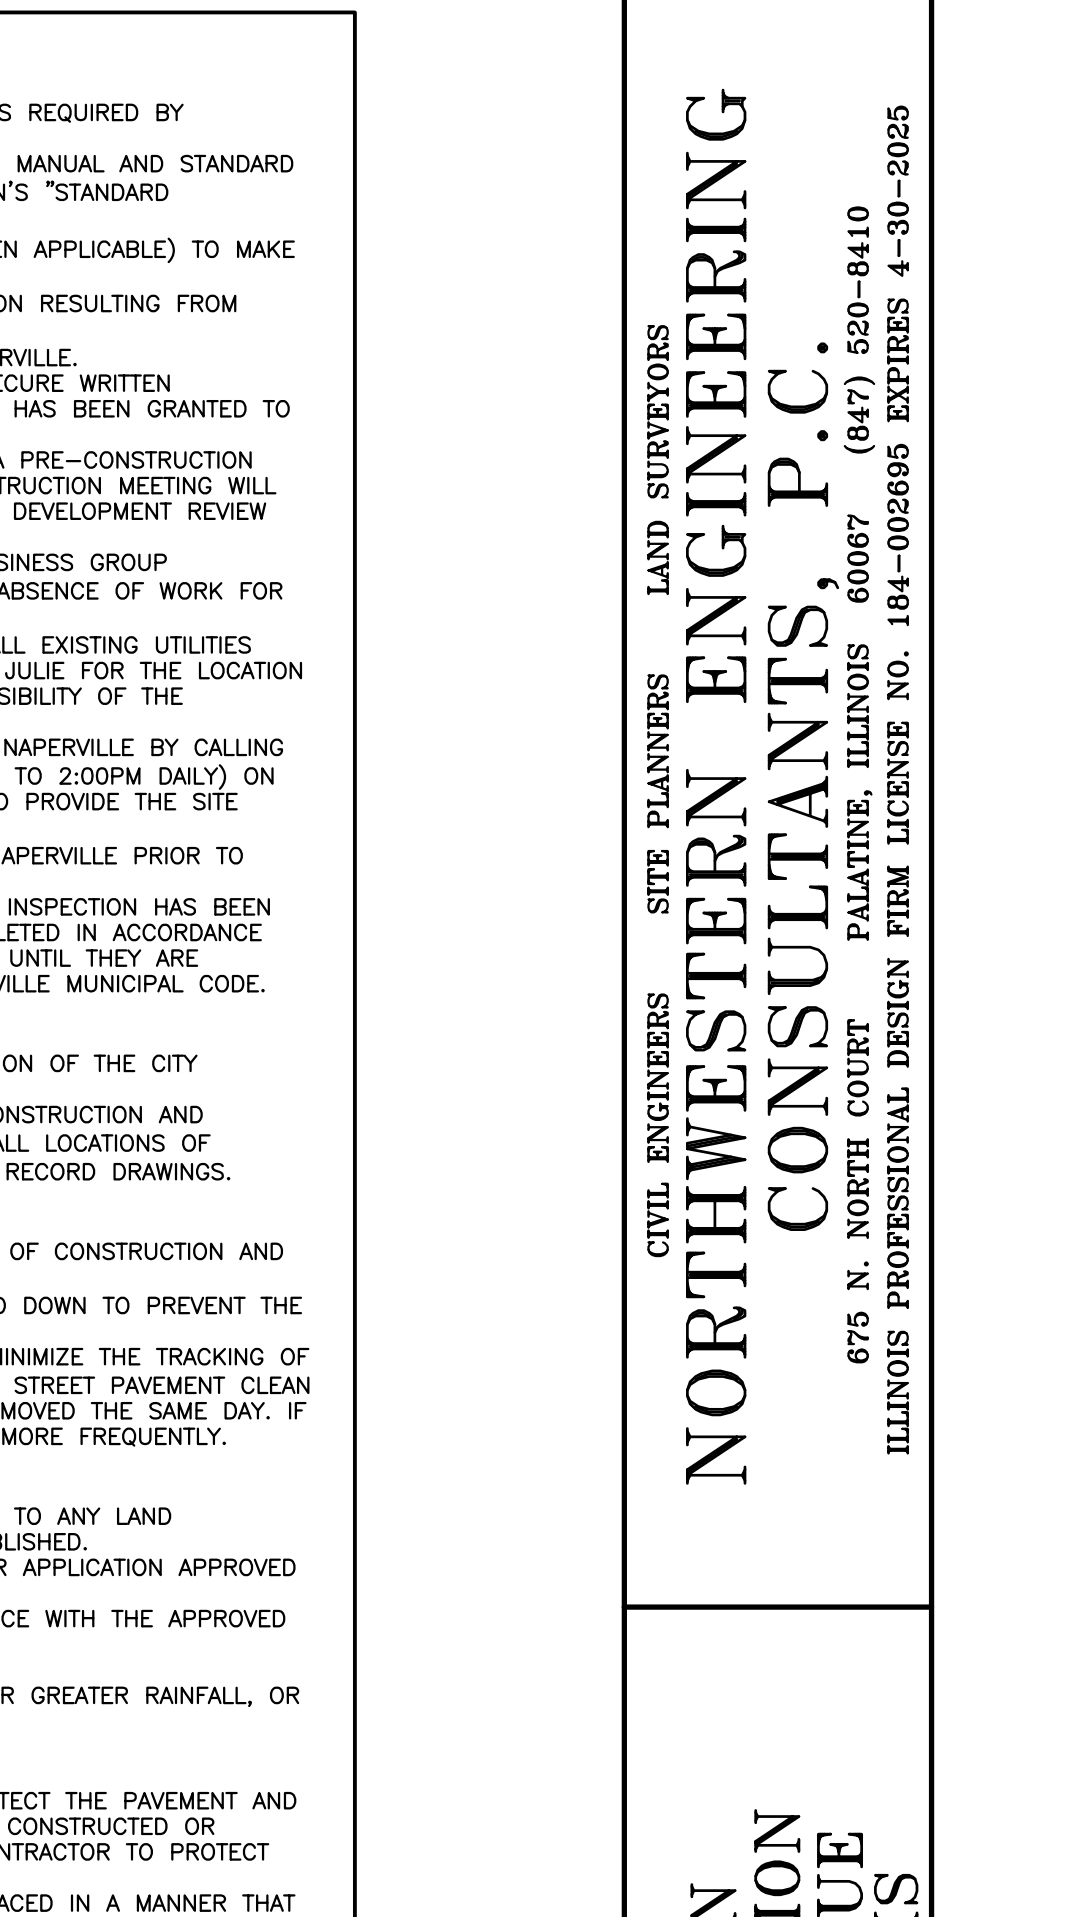 S REQUIRED BY
MANUAL AND STANDARD
N'S "STANDARD
EN APPLICABLE) TO MAKE
ON RESULTING FROM
RVILLE.
ECURE WRITTEN
HAS BEEN GRANTED TO
A PRE-CONSTRUCTION
TRUCTION MEETING WILL
DEVELOPMENT REVIEW
SINESS GROUP
ABSENCE OF WORK FOR
ALL EXISTING UTILITIES
JULIE FOR THE LOCATION
SIBILITY OF THE
NAPERVILLE BY CALLING
TO 2:00PM DAILY) ON
O PROVIDE THE SITE
APERVILLE PRIOR TO
INSPECTION HAS BEEN
LETED IN ACCORDANCE
UNTIL THEY ARE
VILLE MUNICIPAL CODE.
ON OF THE CITY
ONSTRUCTION AND
ALL LOCATIONS OF
RECORD DRAWINGS.
OF CONSTRUCTION AND
D DOWN TO PREVENT THE
MINIMIZE THE TRACKING OF
STREET PAVEMENT CLEAN
MOVED THE SAME DAY. IF
MORE FREQUENTLY.
TO ANY LAND
BLISHED.
R APPLICATION APPROVED
CE WITH THE APPROVED
R GREATER RAINFALL, OR
TECT THE PAVEMENT AND
CONSTRUCTED OR
NTRACTOR TO PROTECT
ACED IN A MANNER THAT
CIVIL ENGINEERS SITE PLANNERS LAND SURVEYORS
NORTHWESTERN ENGINEERING
CONSULTANTS, P.C.
675 N. NORTH COURT PALATINE, ILLINOIS 60067 (847) 520-8410
ILLINOIS PROFESSIONAL DESIGN FIRM LICENSE NO. 184-002695 EXPIRES 4-30-2025
N
ION
UE
S